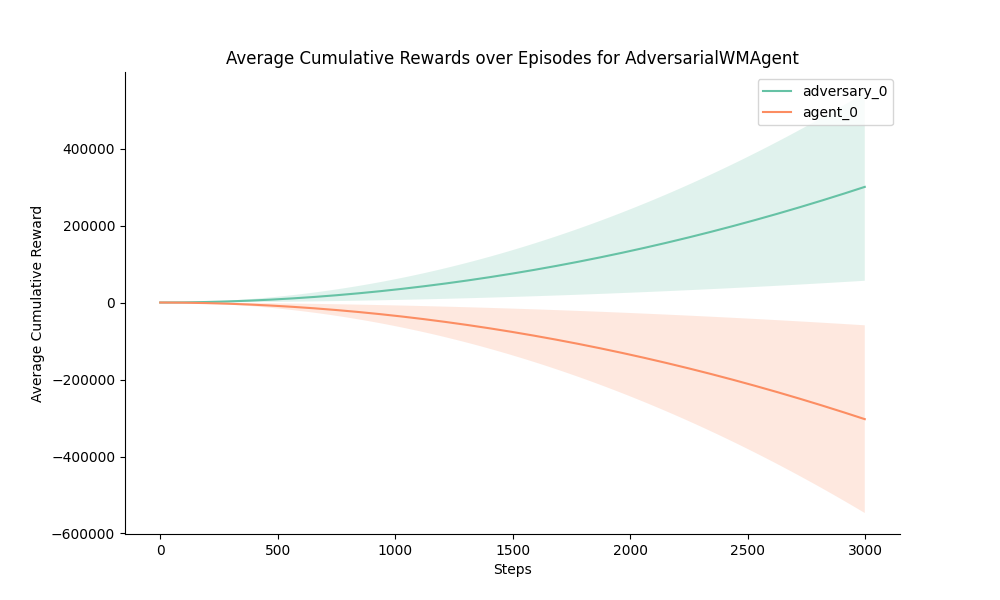 Average Cumulative Rewards over Episodes for AdversarialWMAgent
adversary_0
agent_0
400000
200000
0
−200000
−400000
−600000
Average Cumulative Reward
0 500 1000 1500 2000 2500 3000
Steps